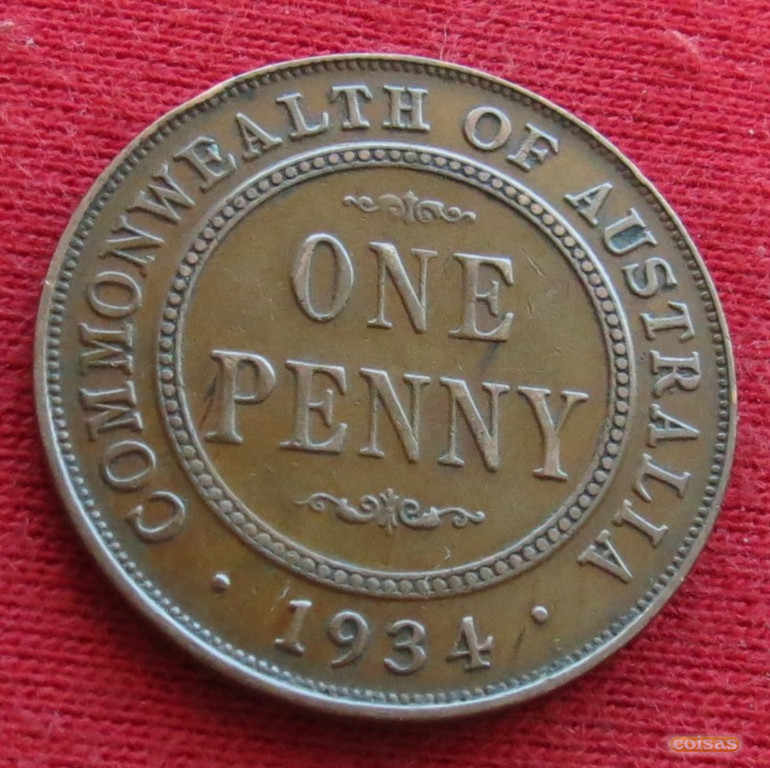 COMMONWEALTH OF AUSTRALIA
ONE
PENNY
· 1934 ·
coisas